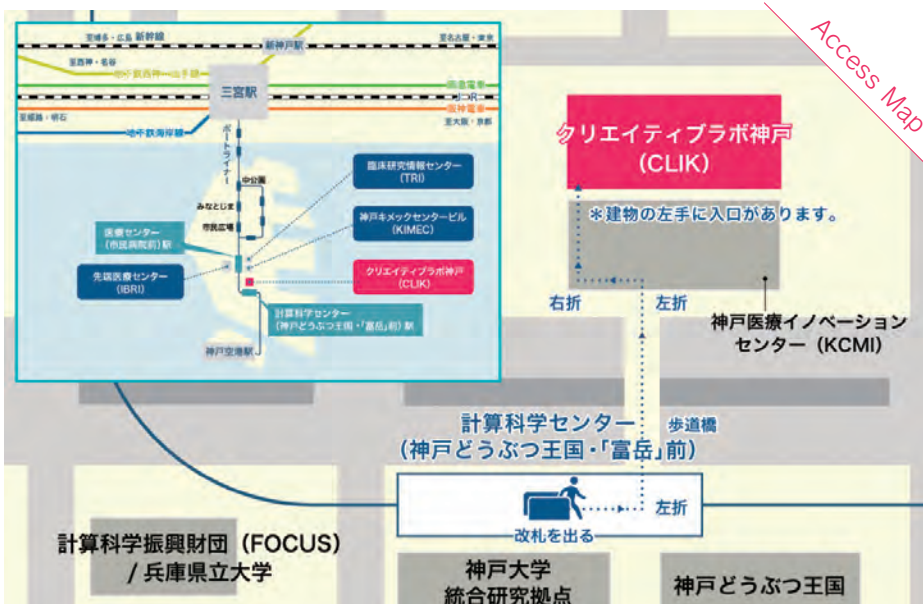 Access Map
至博多・広島 新幹線
新神戸駅
至名古屋・東京
至西神・名谷
地下鉄西神・山手線
三宮駅
阪急電車
J R
阪神電車
至姫路・明石
至大阪・京都
地下鉄海岸線
ポートライナー
中公園
みなとじま
市民広場
臨床研究情報センター
(TRI)
神戸キメックセンタービル
(KIMEC)
医療センター
(市民病院前)駅
先端医療センター
(IBRI)
クリエイティブラボ神戸
(CLIK)
計算科学センター
(神戸どうぶつ王国・「富岳」前)駅
神戸空港駅
クリエイティブラボ神戸
(CLIK)
＊建物の左手に入口があります。
右折
左折
神戸医療イノベーション
センター(KCMI)
計算科学センター
(神戸どうぶつ王国・「富岳」前)
歩道橋
左折
改札を出る
計算科学振興財団(FOCUS)
/ 兵庫県立大学
神戸大学
統合研究拠点
神戸どうぶつ王国